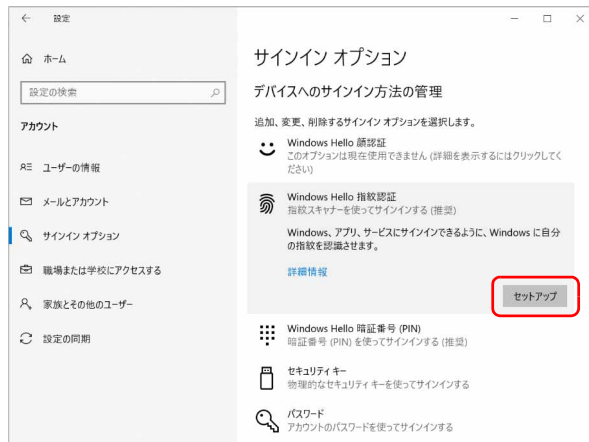 設定
ホーム
設定の検索
アカウント
ユーザーの情報
メールとアカウント
サインイン オプション
職場または学校にアクセスする
家族とその他のユーザー
設定の同期
サインイン オプション
デバイスへのサインイン方法の管理
追加、変更、削除するサインイン オプションを選択します。
Windows Hello 顔認証
このオプションは現在使用できません (詳細を表示するにはクリックしてく
ださい)
Windows Hello 指紋認証
指紋スキャナーを使ってサインインする (推奨)
Windows、アプリ、サービスにサインインできるように、Windows に自分
の指紋を認識させます。
詳細情報
セットアップ
Windows Hello 暗証番号 (PIN)
暗証番号 (PIN) を使ってサインインする (推奨)
セキュリティ キー
物理的なセキュリティ キーを使ってサインインする
パスワード
アカウントのパスワードを使ってサインインする